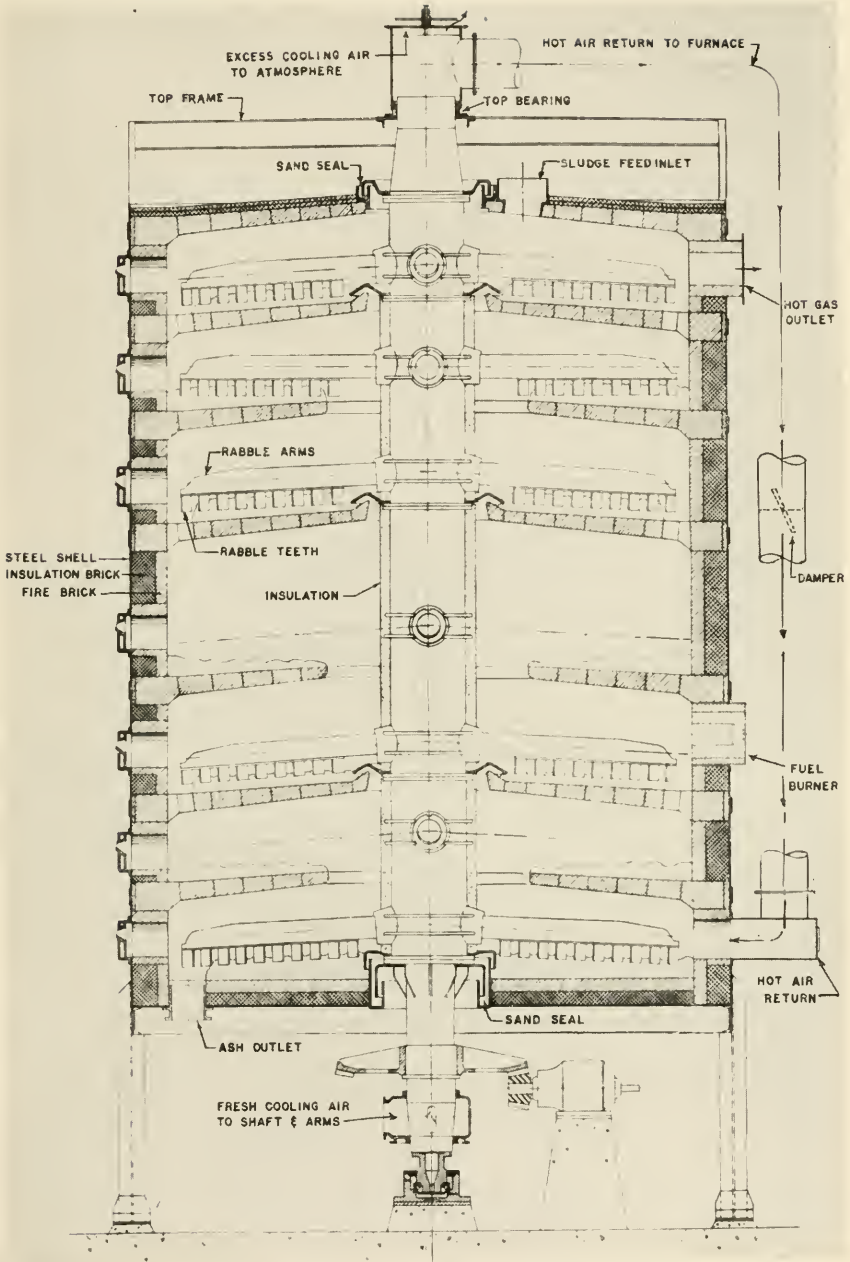 EXCESS COOLING AIR
TO ATMOSPHERE
HOT AIR RETURN TO FURNACE
TOP FRAME
TOP BEARING
SAND SEAL
SLUDGE FEED INLET
HOT GAS
OUTLET
RABBLE ARMS
RABBLE TEETH
STEEL SHELL
INSULATION BRICK
FIRE BRICK
INSULATION
DAMPER
FUEL
BURNER
HOT AIR
RETURN
SAND SEAL
ASH OUTLET
FRESH COOLING AIR
TO SHAFT & ARMS